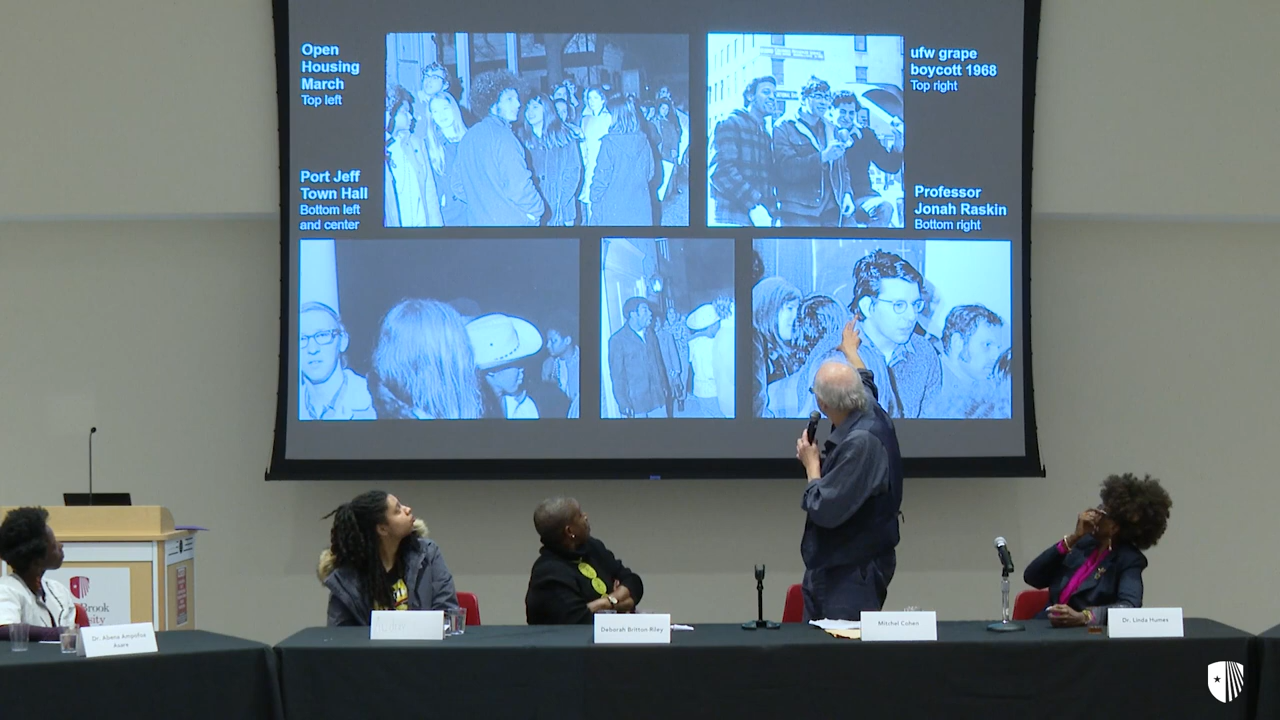 Open
Housing
March
Top left
ufw grape
boycott 1968
Top right
Port Jeff
Town Hall
Bottom left
and center
Professor
Jonah Raskin
Bottom right
Brook
Dr. Abena Ampofoa
Asare
Deborah Britton Riley
Mitchel Cohen
Dr. Linda Humes